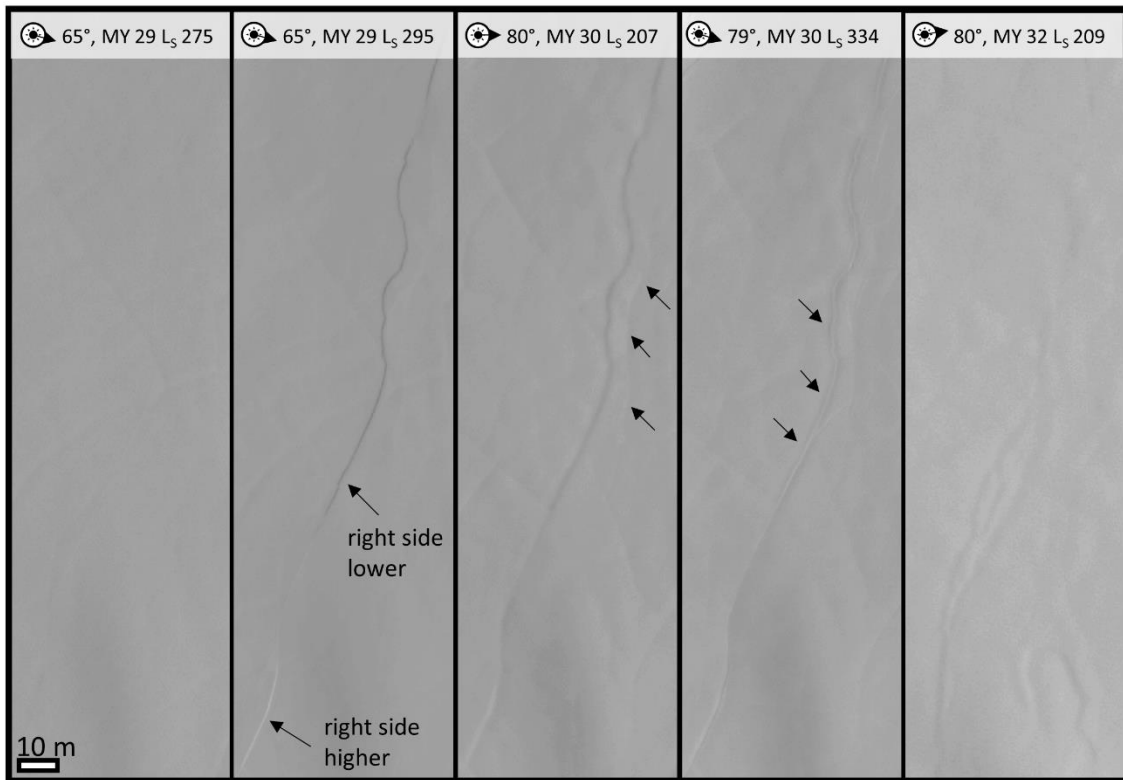 65°, MY 29 Lₛ 275
65°, MY 29 Lₛ 295
80°, MY 30 Lₛ 207
79°, MY 30 Lₛ 334
80°, MY 32 Lₛ 209
right side
lower
right side
higher
10 m